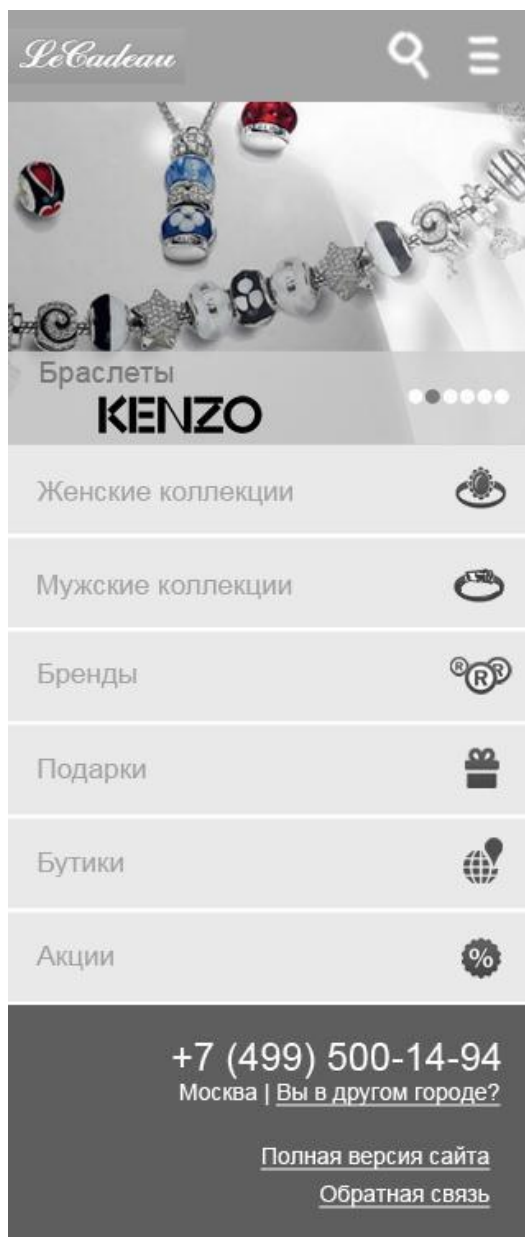 LeCadeau
Браслеты
KENZO
Женские коллекции
Мужские коллекции
Бренды
R R R
Подарки
Бутики
Акции
%
+7 (499) 500-14-94
Москва | Вы в другом городе?
Полная версия сайта
Обратная связь